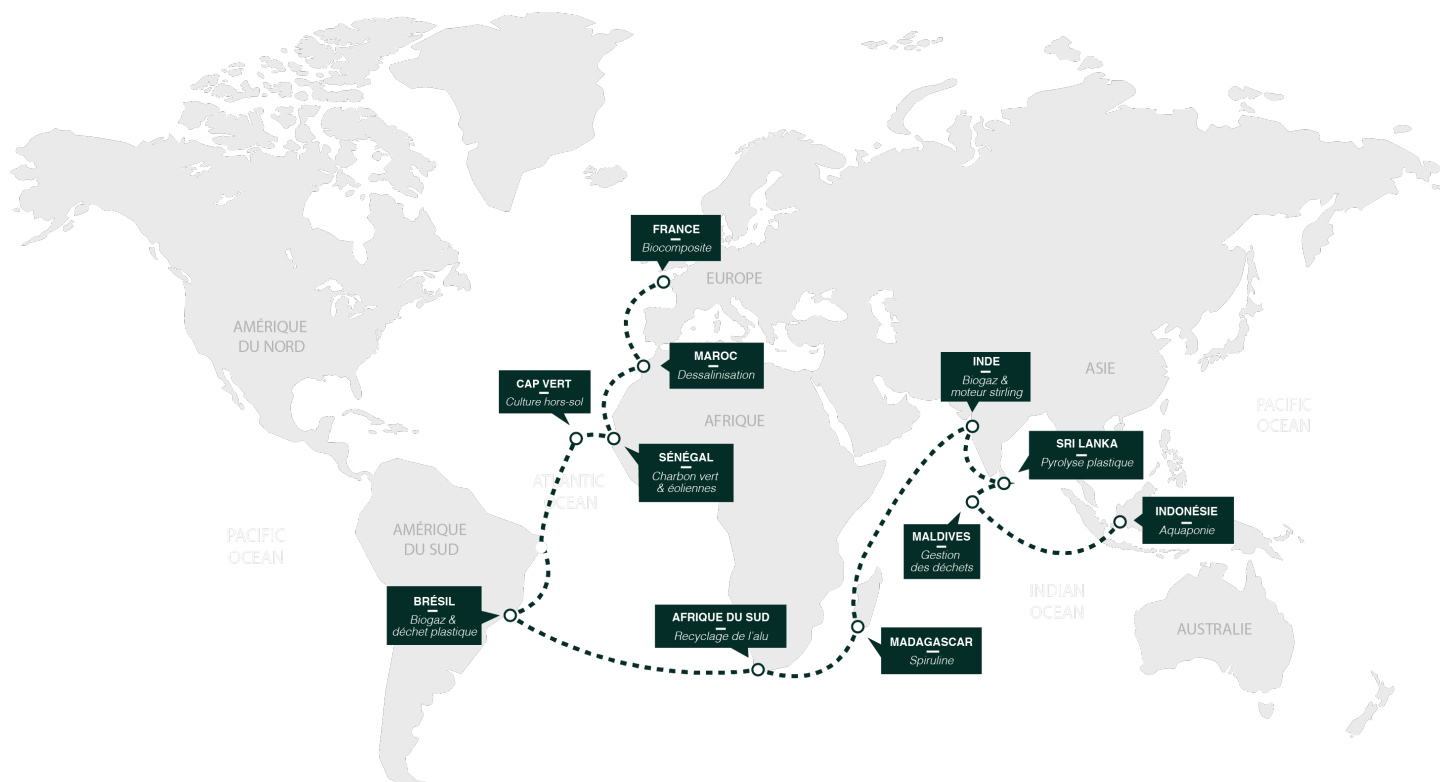 FRANCE
Biocomposite
EUROPE
AMÉRIQUE
DU NORD
MAROC
Dessalinisation
INDE
Biogaz &
moteur stirling
ASIE
CAP VERT
Culture hors-sol
AFRIQUE
PACIFIC
OCEAN
SÉNÉGAL
Charbon vert
& éoliennes
SRI LANKA
Pyrolyse plastique
ATLANTIC
OCEAN
INDONÉSIE
Aquaponie
PACIFIC
OCEAN
AMÉRIQUE
DU SUD
MALDIVES
Gestion
des déchets
BRÉSIL
Biogaz &
déchet plastique
AFRIQUE DU SUD
Recyclage de l'alu
INDIAN
OCEAN
MADAGASCAR
Spiruline
AUSTRALIE